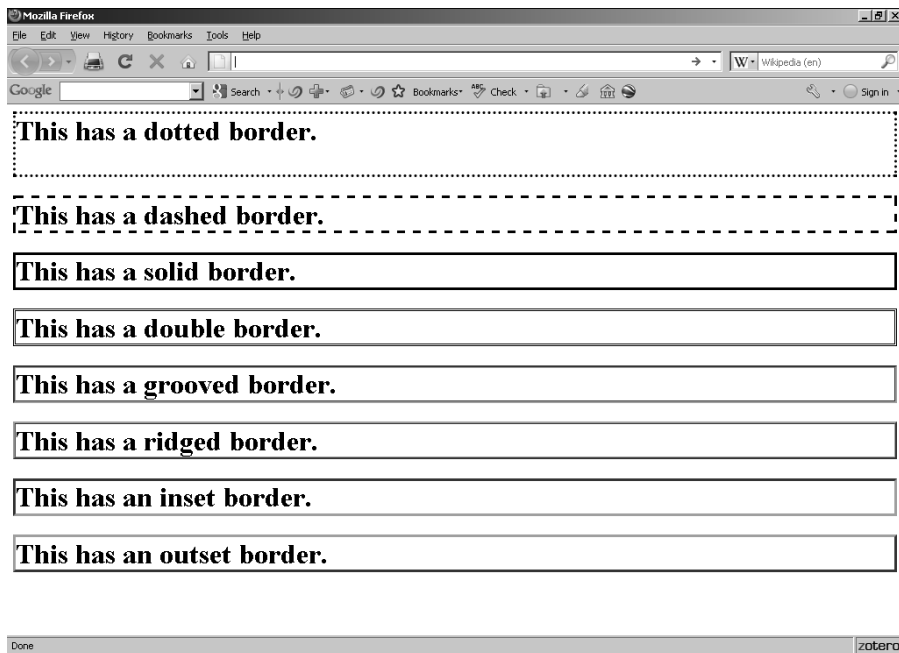 Mozilla Firefox
File Edit View History Bookmarks Tools Help
W Wikipedia (en)
Google Search Bookmarks ABC Check Sign in
This has a dotted border.
This has a dashed border.
This has a solid border.
This has a double border.
This has a grooved border.
This has a ridged border.
This has an inset border.
This has an outset border.
Done zotero